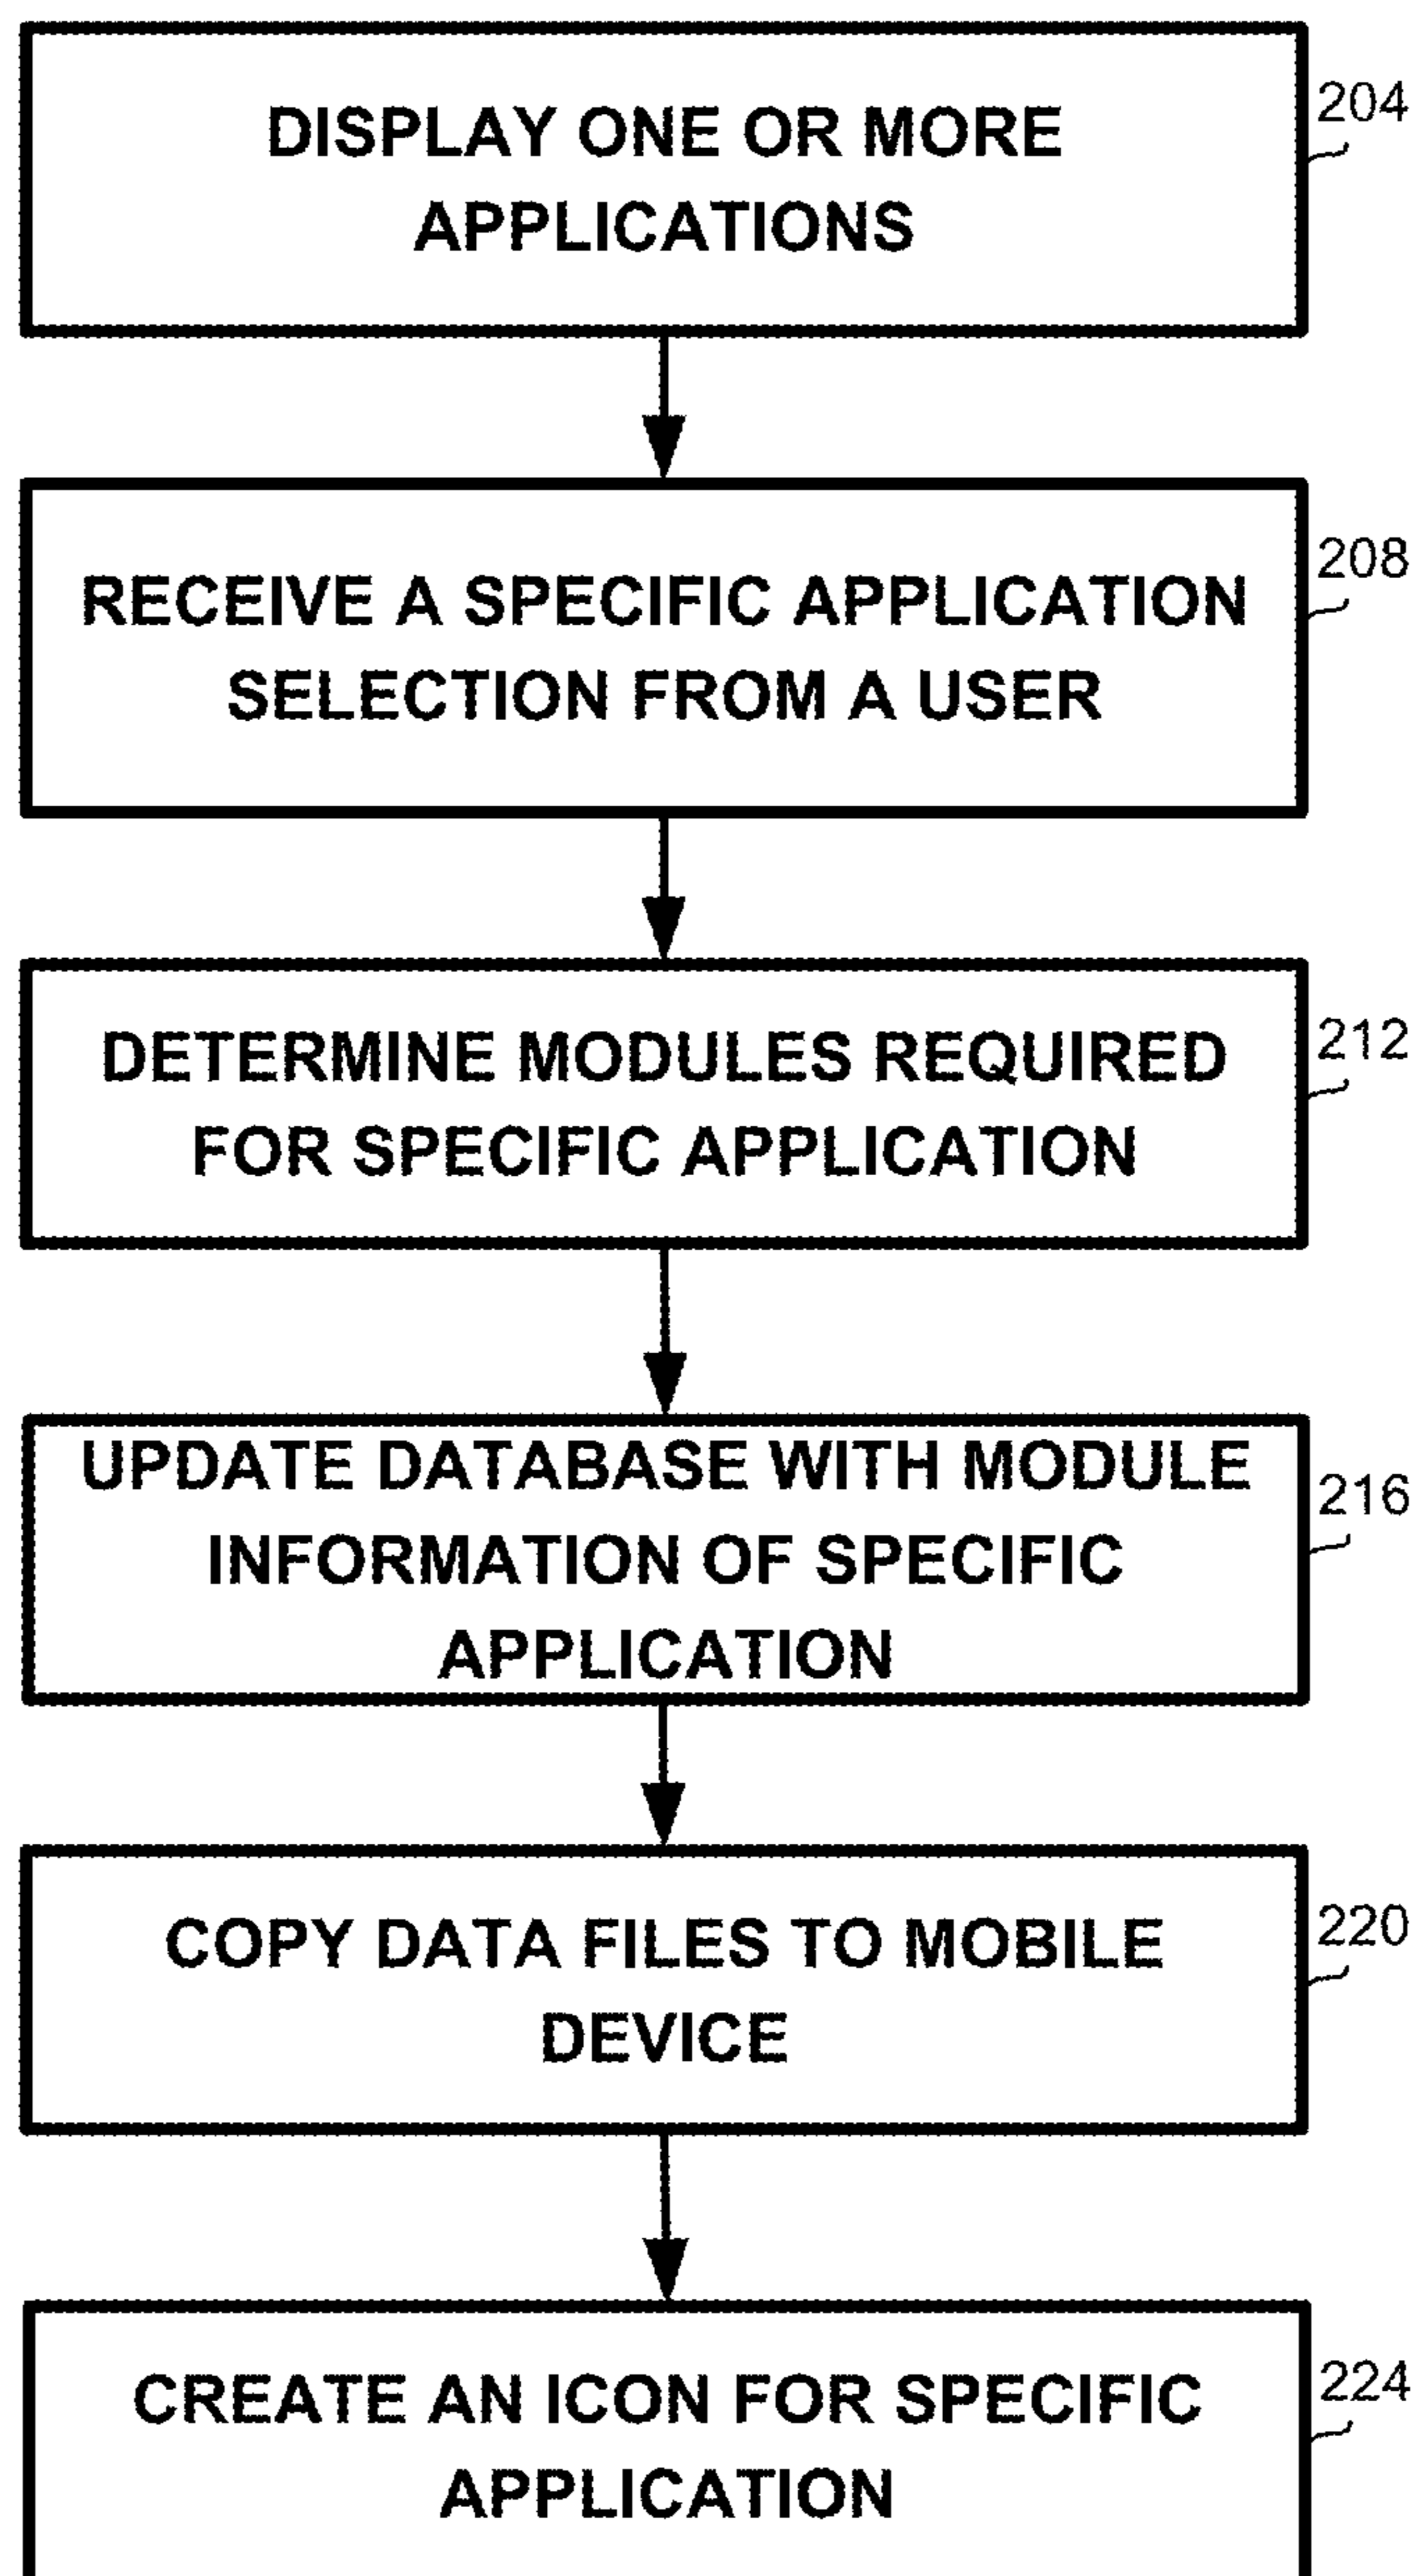 DISPLAY ONE OR MORE
APPLICATIONS
204
RECEIVE A SPECIFIC APPLICATION
SELECTION FROM A USER
208
DETERMINE MODULES REQUIRED
FOR SPECIFIC APPLICATION
212
UPDATE DATABASE WITH MODULE
INFORMATION OF SPECIFIC
APPLICATION
216
COPY DATA FILES TO MOBILE
DEVICE
220
CREATE AN ICON FOR SPECIFIC
APPLICATION
224